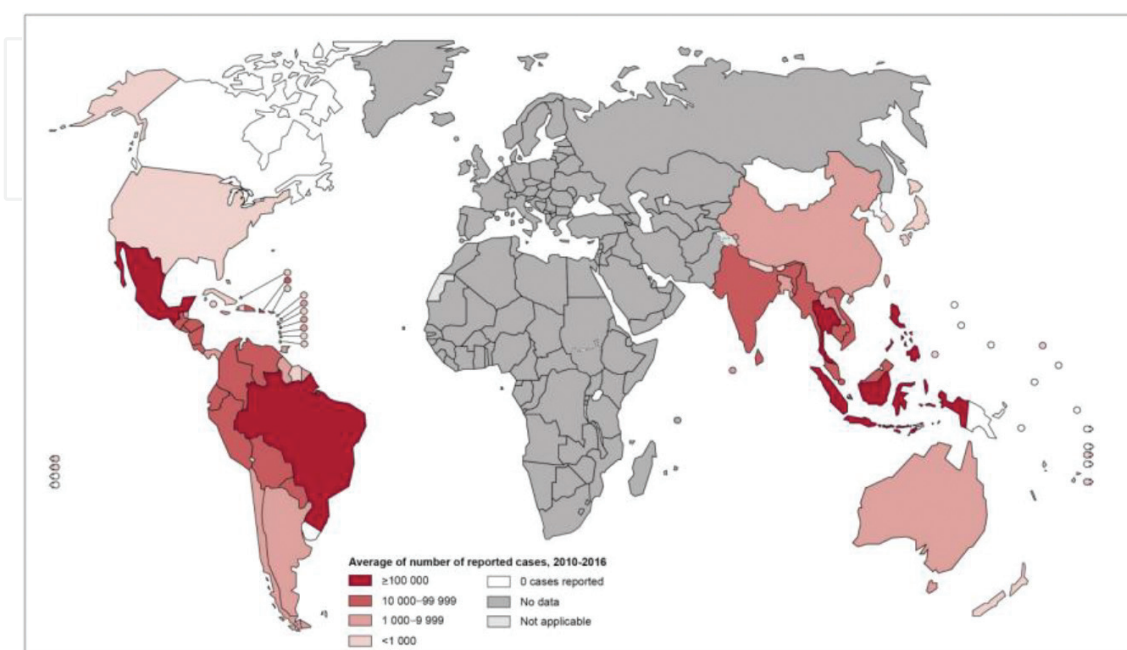 Average of number of reported cases, 2010-2016
≥100 000
10 000–99 999
1 000–9 999
<1 000
0 cases reported
No data
Not applicable